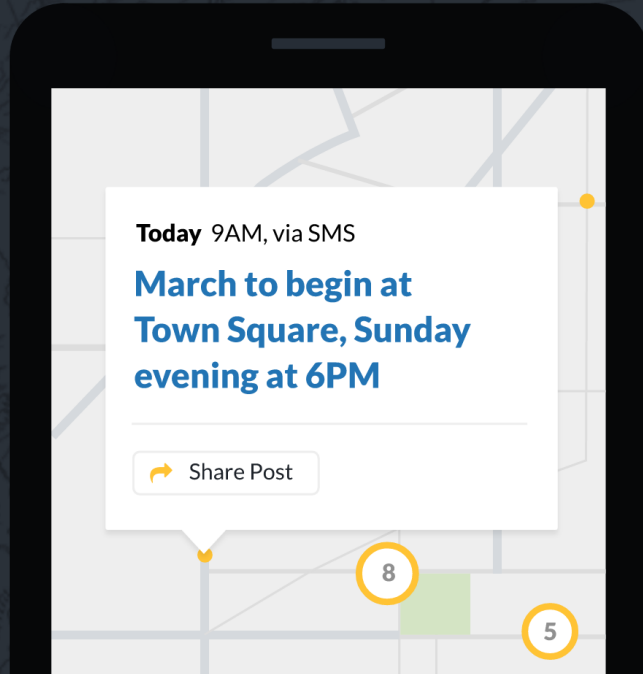 Today 9AM, via SMS
March to begin at
Town Square, Sunday
evening at 6PM
Share Post
8
5